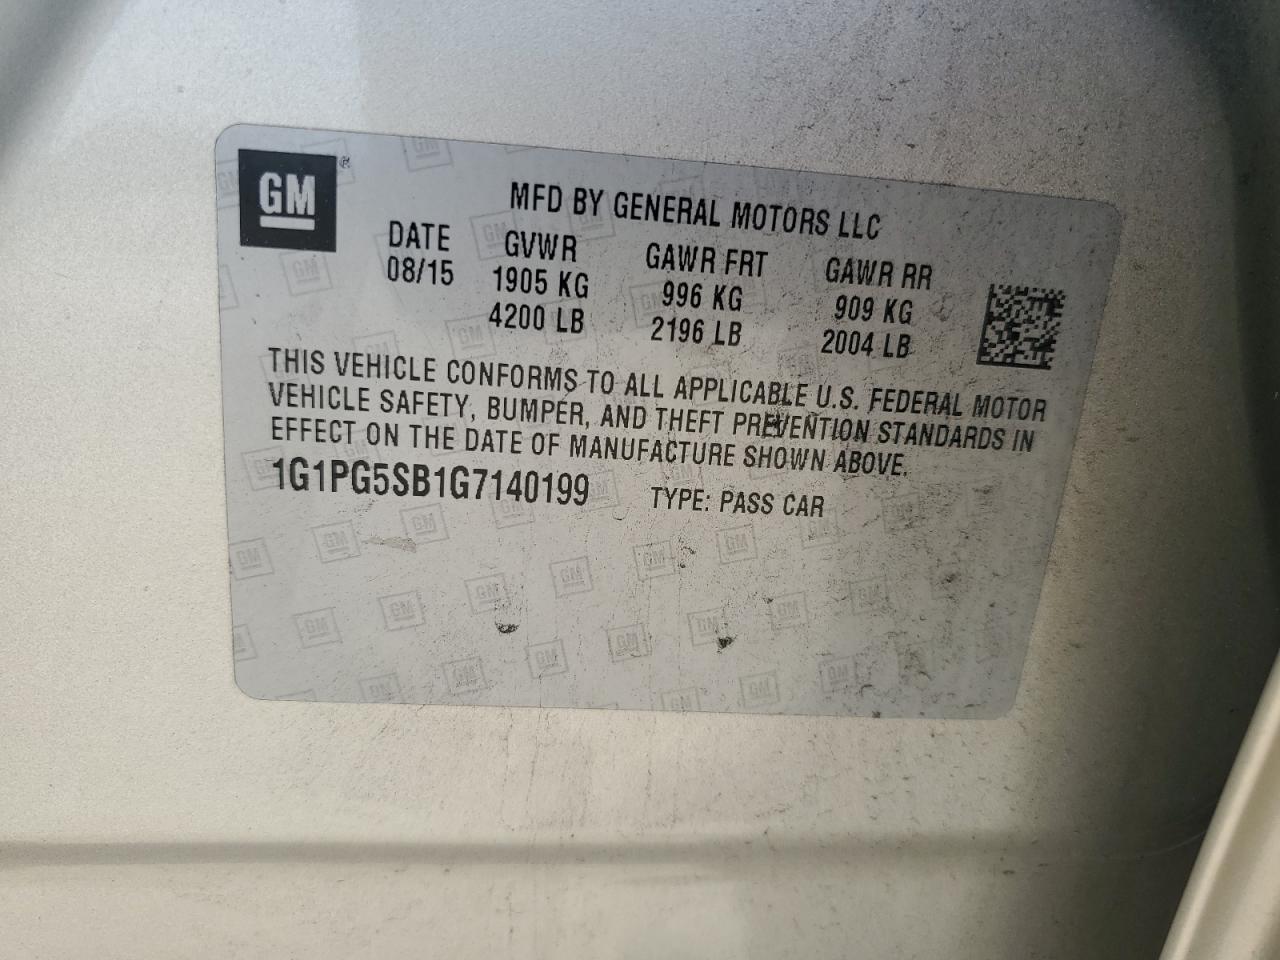 GM
MFD BY GENERAL MOTORS LLC
DATE GVWR GAWR FRT GAWR RR
08/15 1905 KG 996 KG 909 KG
4200 LB 2196 LB 2004 LB
THIS VEHICLE CONFORMS TO ALL APPLICABLE U.S. FEDERAL MOTOR
VEHICLE SAFETY, BUMPER, AND THEFT PREVENTION STANDARDS IN
EFFECT ON THE DATE OF MANUFACTURE SHOWN ABOVE.
1G1PG5SB1G7140199 TYPE: PASS CAR